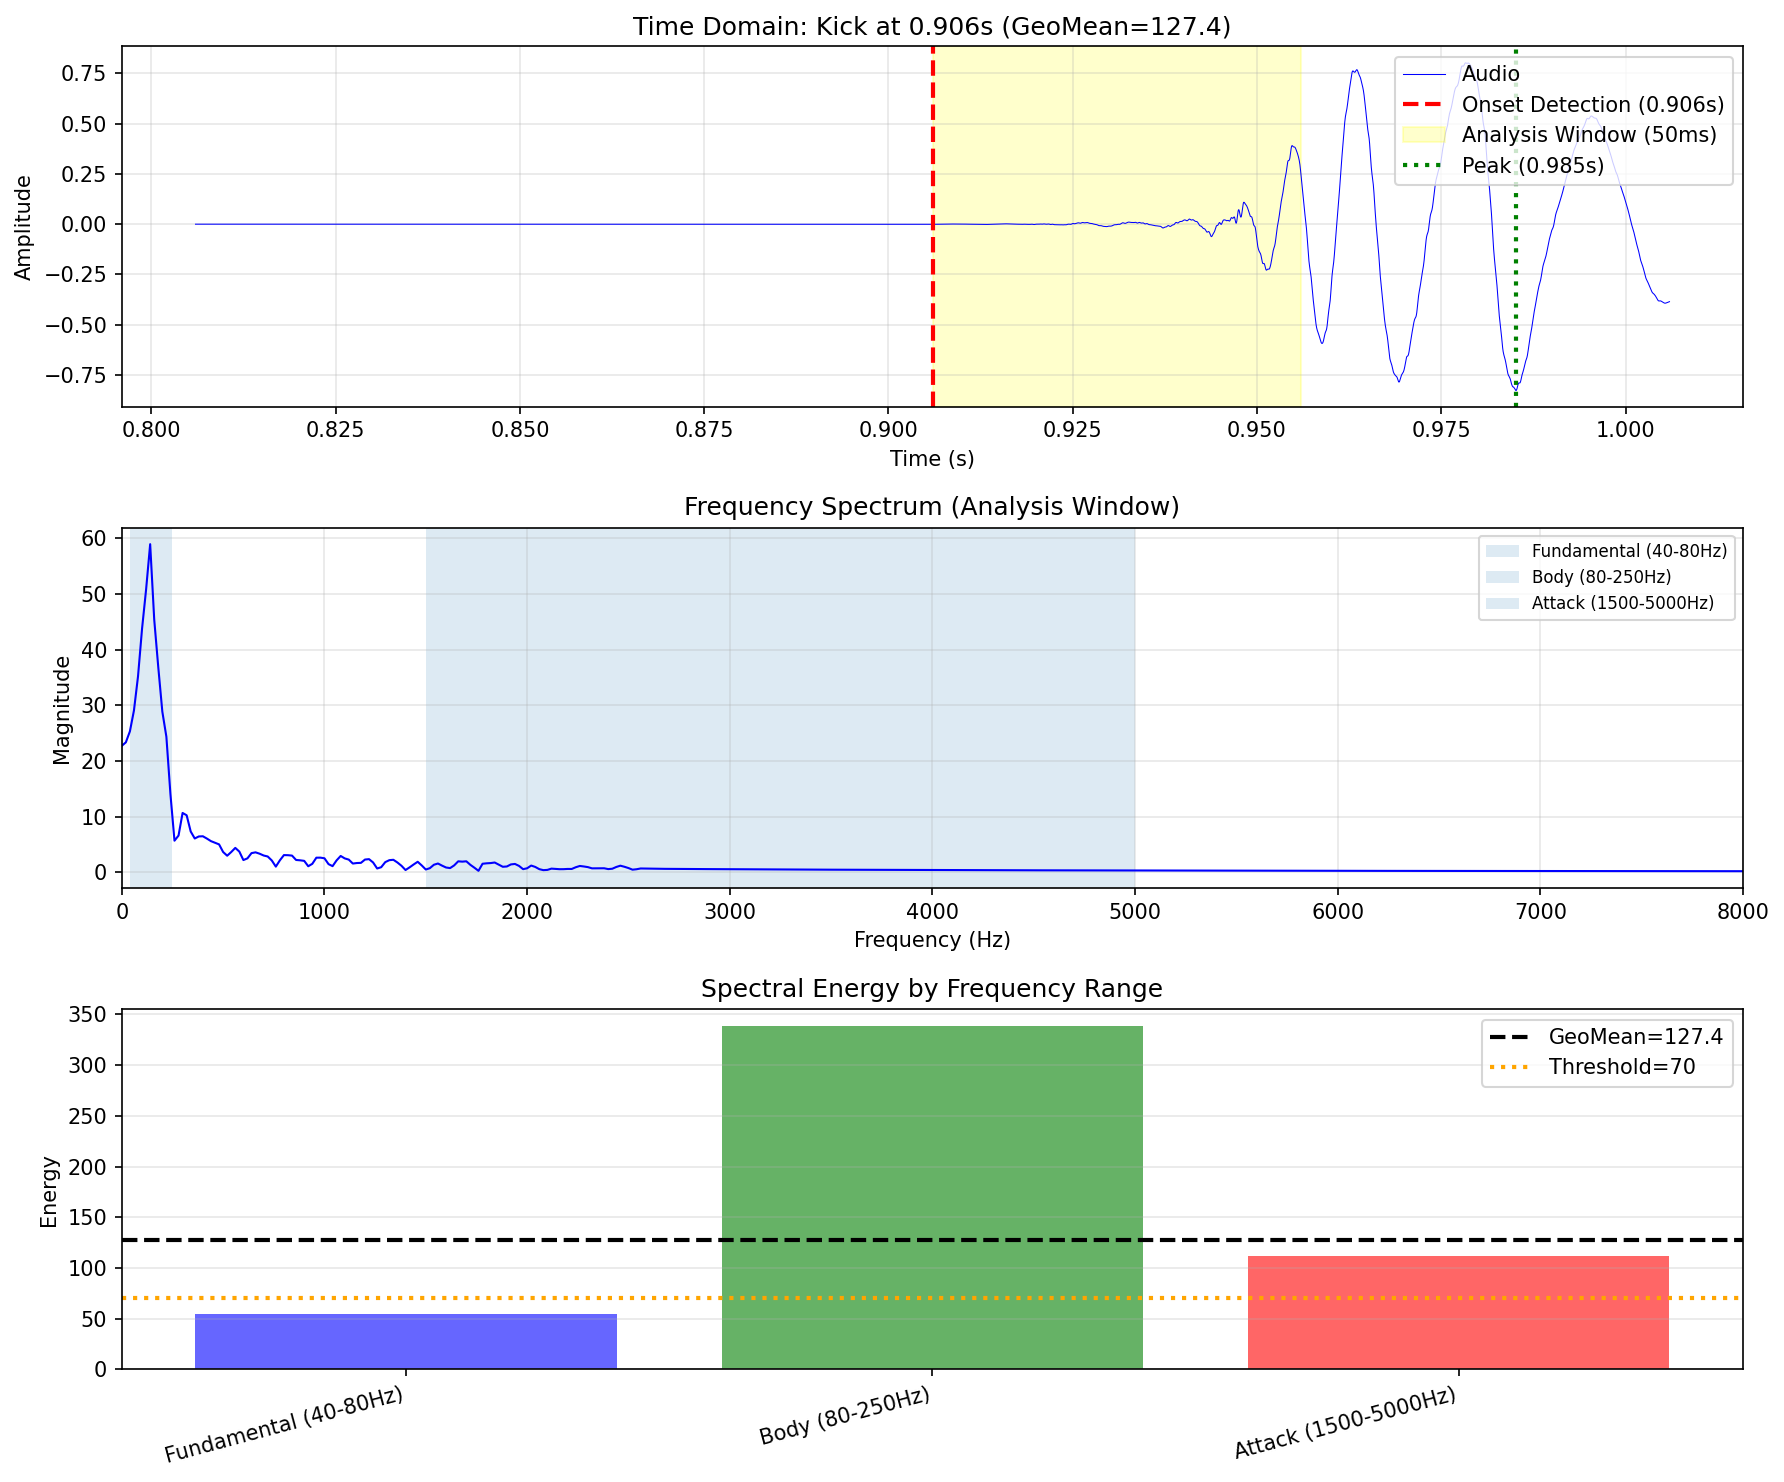 Time Domain: Kick at 0.906s (GeoMean=127.4)
Amplitude
0.75
0.50
0.25
0.00
−0.25
−0.50
−0.75
Audio
Onset Detection (0.906s)
Analysis Window (50ms)
Peak (0.985s)
0.800 0.825 0.850 0.875 0.900 0.925 0.950 0.975 1.000
Time (s)
Frequency Spectrum (Analysis Window)
Magnitude
60
50
40
30
20
10
0
Fundamental (40-80Hz)
Body (80-250Hz)
Attack (1500-5000Hz)
0 1000 2000 3000 4000 5000 6000 7000 8000
Frequency (Hz)
Spectral Energy by Frequency Range
Energy
350
300
250
200
150
100
50
0
GeoMean=127.4
Threshold=70
Fundamental (40-80Hz)
Body (80-250Hz)
Attack (1500-5000Hz)